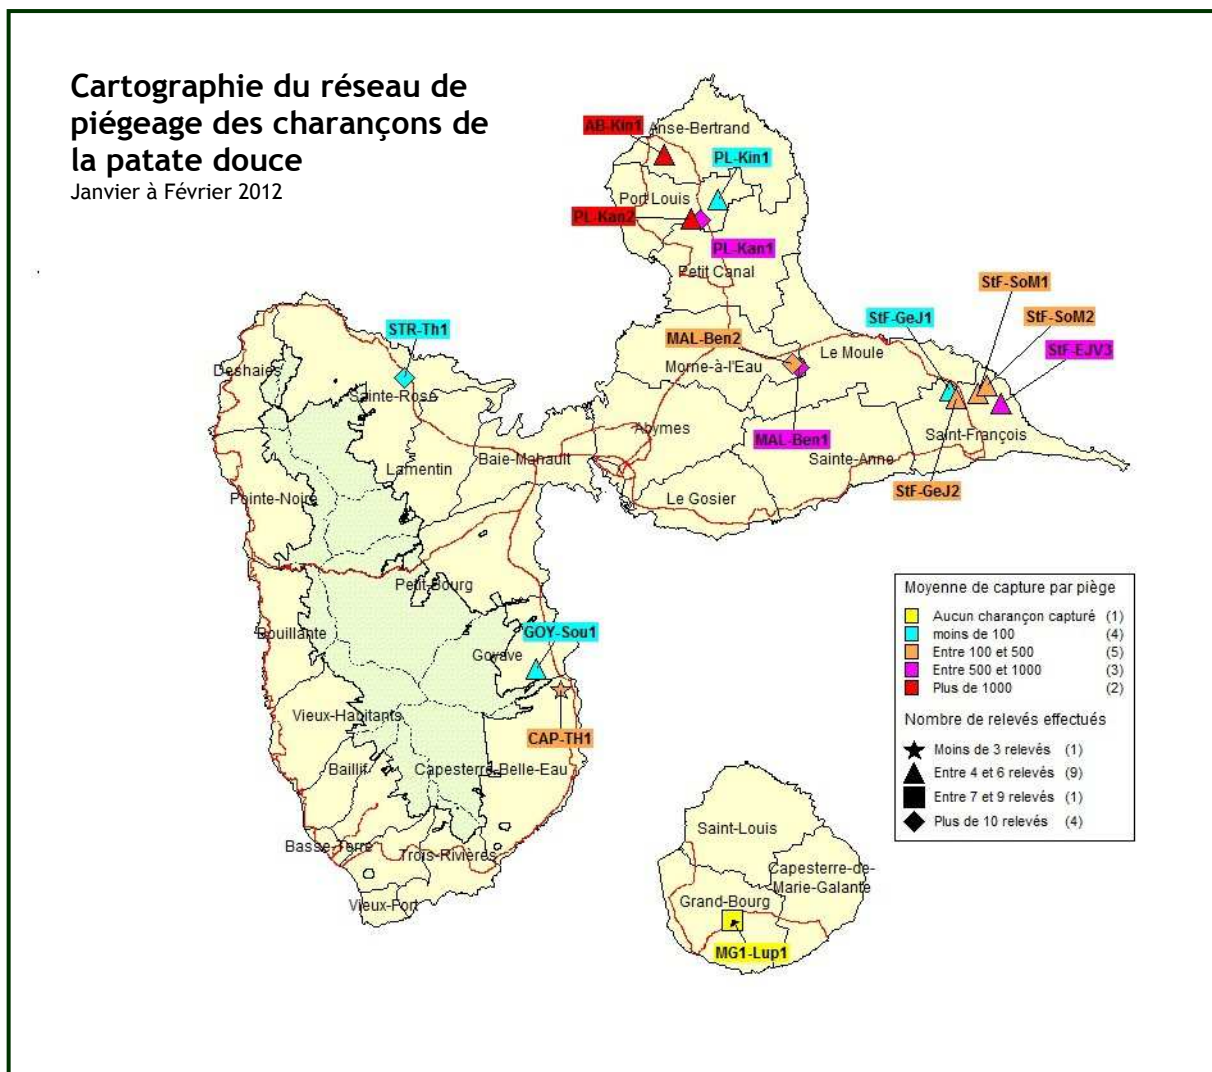 Cartographie du réseau de
piégeage des charançons de
la patate douce
Janvier à Février 2012
AB-Kin1
Anse-Bertrand
PL-Kin1
Port Louis
PL-Kan2
PL-Kan1
Petit Canal
StF-SoM1
StF-SoM2
StF-GeJ1
StF-EJV3
STR-Th1
MAL-Ben2
Le Moule
Morne-à-l'Eau
Deshaies
Sainte-Rose
Abymes
MAL-Ben1
Saint-François
Sainte-Anne
Baie-Mahault
Lamentin
StF-GeJ2
Pointe-Noire
Le Gosier
Petit-Bourg
Bouillante
GOY-Sou1
Goyave
Vieux-Habitants
CAP-TH1
Baillif
Capesterre-Belle-Eau
Basse-Terre
Trois-Rivières
Vieux-Fort
Saint-Louis
Capesterre-de-
Marie-Galante
Grand-Bourg
MG1-Lup1
Moyenne de capture par piège
Aucun charançon capturé (1)
moins de 100 (4)
Entre 100 et 500 (5)
Entre 500 et 1000 (3)
Plus de 1000 (2)
Nombre de relevés effectués
Moins de 3 relevés (1)
Entre 4 et 6 relevés (9)
Entre 7 et 9 relevés (1)
Plus de 10 relevés (4)